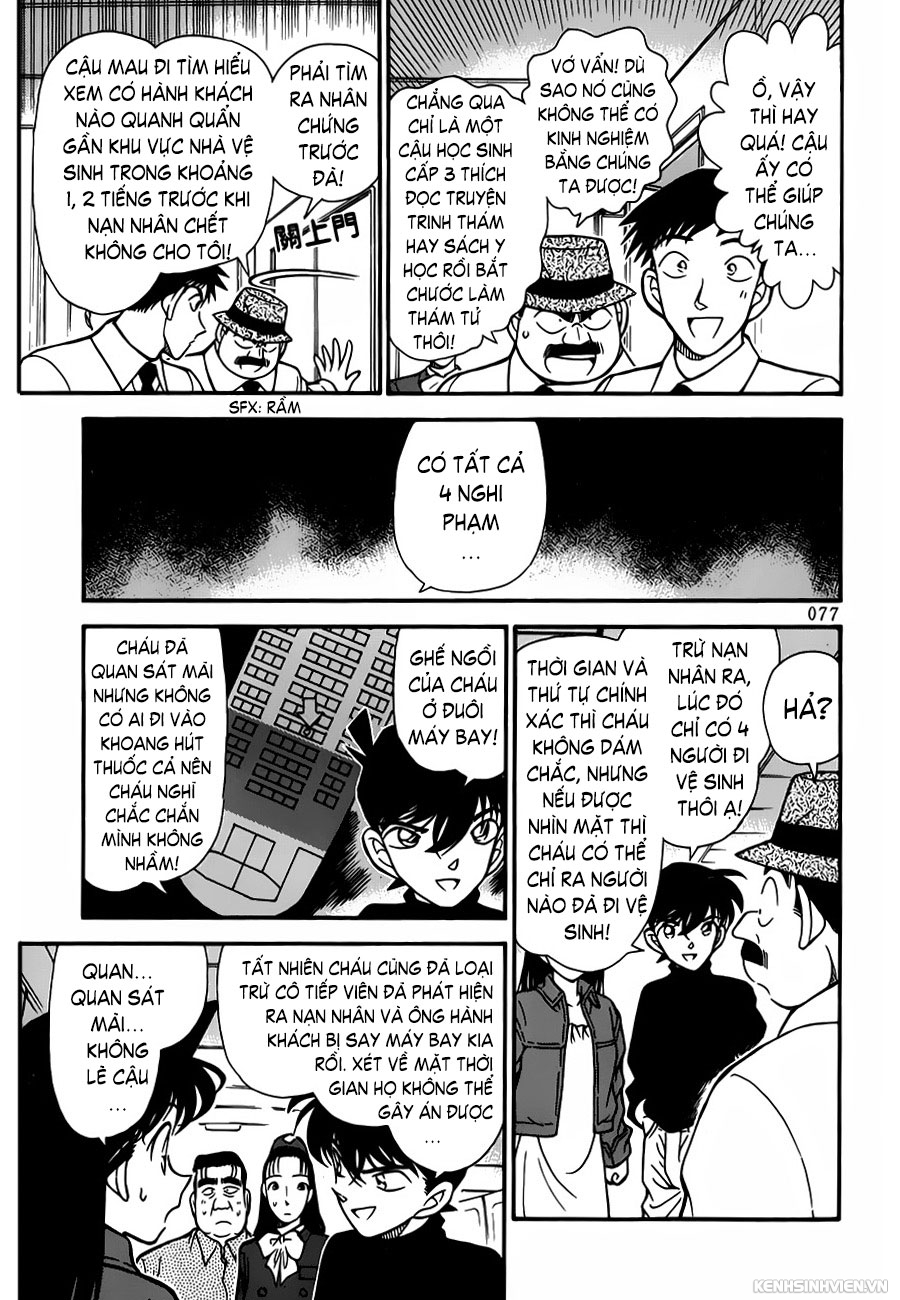 Ồ, VẬY
THÌ HAY
QUÁ! CẬU
ẤY CÓ
THỂ GIÚP
CHÚNG
TA...
VỚ VẨN! DÙ
SAO NÓ CŨNG
KHÔNG THỂ CÓ
KINH NGHIỆM
BẰNG CHÚNG
TA ĐƯỢC!
CHẲNG QUA
CHỈ LÀ MỘT
CẬU HỌC SINH
CẤP 3 THÍCH
ĐỌC TRUYỆN
TRINH THÁM
HAY SÁCH Y
HỌC RỒI BẮT
CHƯỚC LÀM
THÁM TỬ
THÔI!
PHẢI TÌM
RA NHÂN
CHỨNG
TRƯỚC
ĐÃ!
CẬU MAU ĐI TÌM HIỂU
XEM CÓ HÀNH KHÁCH
NÀO QUANH QUẨN
GẦN KHU VỰC NHÀ VỆ
SINH TRONG KHOẢNG
1, 2 TIẾNG TRƯỚC KHI
NẠN NHÂN CHẾT
KHÔNG CHO TÔI!
關上門
SFX: RẦM
CÓ TẤT CẢ
4 NGHI
PHẠM
...
077
HẢ?
TRỪ NẠN
NHÂN RA,
LÚC ĐÓ
CHỈ CÓ 4
NGƯỜI ĐI
VỆ SINH
THÔI Ạ!
THỜI GIAN VÀ
THỨ TỰ CHÍNH
XÁC THÌ CHÁU
KHÔNG DÁM
CHẮC, NHƯNG
NẾU ĐƯỢC
NHÌN MẶT THÌ
CHÁU CÓ THỂ
CHỈ RA NGƯỜI
NÀO ĐÃ ĐI VỆ
SINH!
GHẾ NGỒI
CỦA CHÁU
Ở ĐUÔI
MÁY BAY!
CHÁU ĐÃ
QUAN SÁT MÃI
NHƯNG KHÔNG
CÓ AI ĐI VÀO
KHOANG HÚT
THUỐC CẢ NÊN
CHÁU NGHĨ
CHẮC CHẮN
MÌNH KHÔNG
NHẦM!
TẤT NHIÊN CHÁU CŨNG ĐÃ LOẠI
TRỪ CÔ TIẾP VIÊN ĐÃ PHÁT HIỆN
RA NẠN NHÂN VÀ ÔNG HÀNH
KHÁCH BỊ SAY MÁY BAY KIA
RỒI. XÉT VỀ MẶT THỜI
GIAN HỌ KHÔNG THỂ
GÂY ÁN ĐƯỢC
...
QUAN...
QUAN SÁT
MÃI...
KHÔNG
LẼ CẬU
...
KENHSINHVIEN.VN